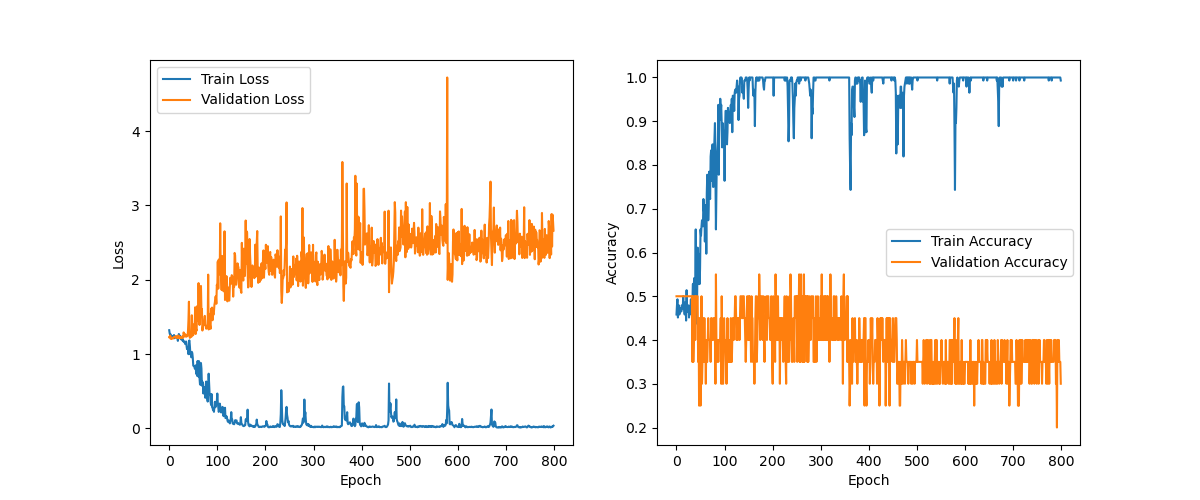 Train Loss
Validation Loss
Loss
4
3
2
1
0
0 100 200 300 400 500 600 700 800
Epoch
Train Accuracy
Validation Accuracy
Accuracy
1.0
0.9
0.8
0.7
0.6
0.5
0.4
0.3
0.2
0 100 200 300 400 500 600 700 800
Epoch